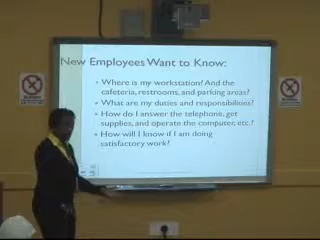 New Employees Want to Know:
• Where is my workstation? And the
cafeteria, restrooms, and parking areas?
• What are my duties and responsibilities?
• How do I answer the telephone, get
supplies, and operate the computer, etc.?
• How will I know if I am doing
satisfactory work?